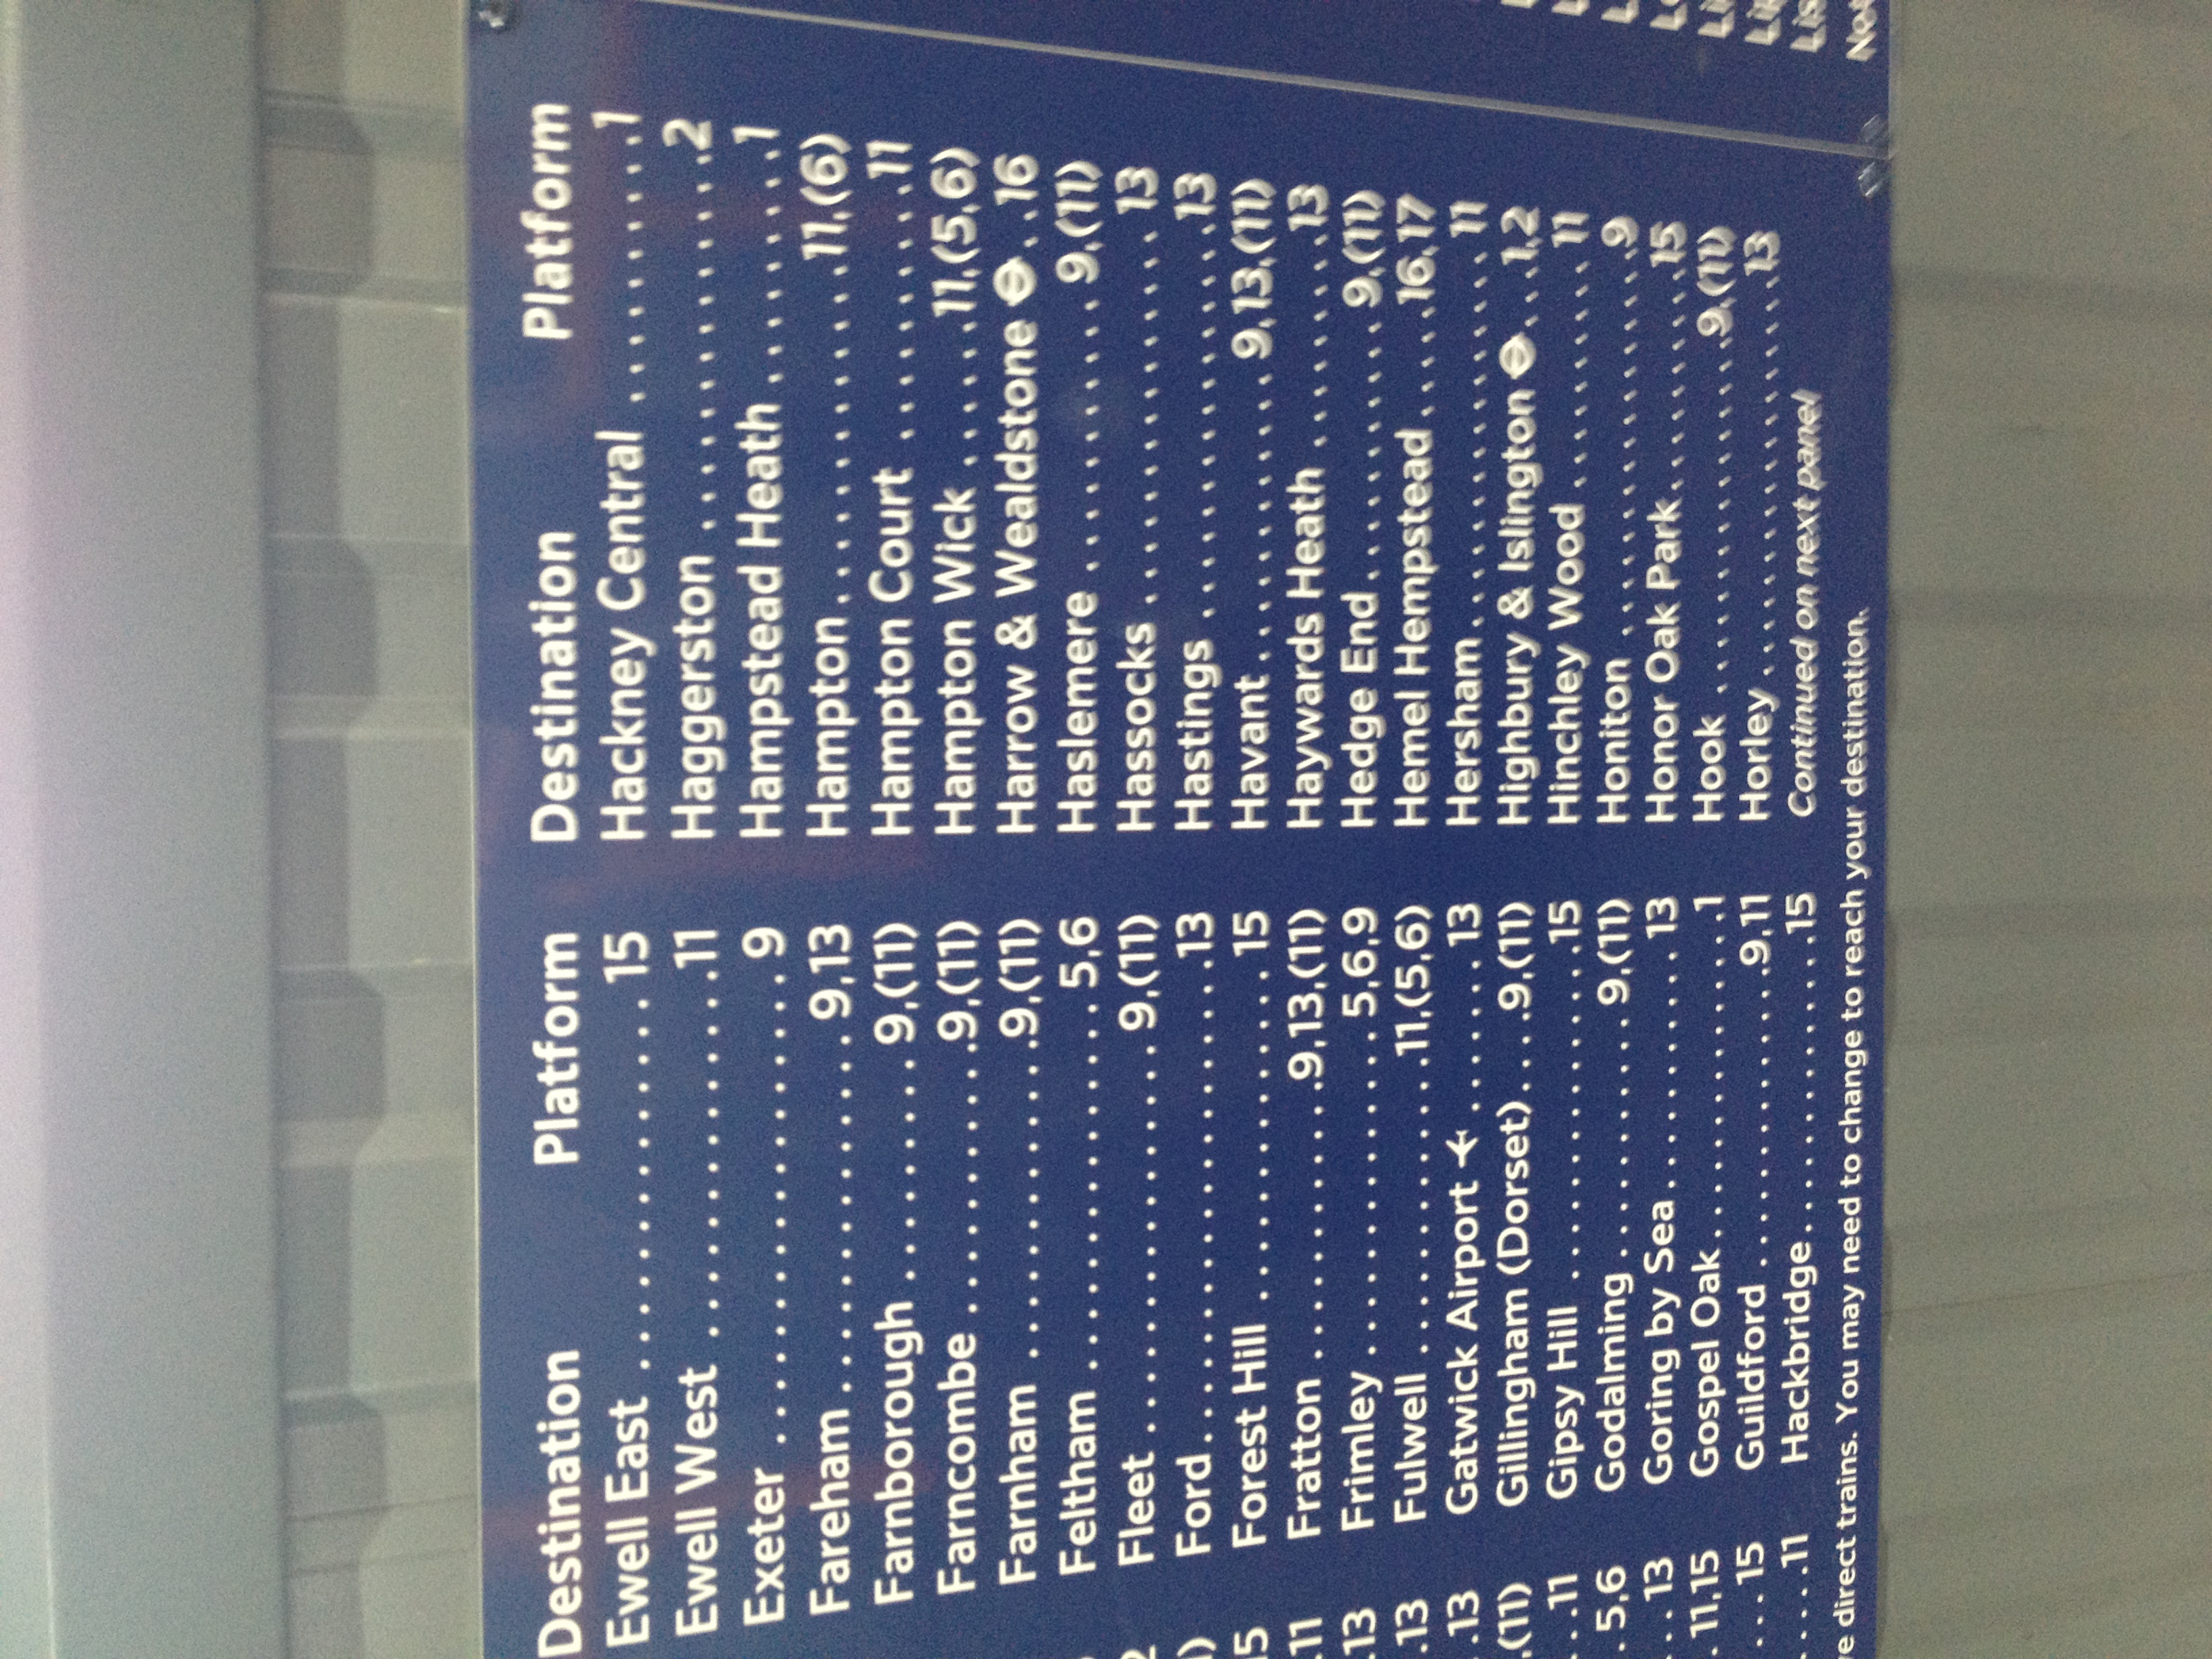 Destination Platform
Ewell East .............. 15
Ewell West ..............11
Exeter .................. 9
Fareham .............. 9,13
Farnborough ......... 9,(11)
Farncombe ...........9,(11)
Farnham ............9,(11)
Feltham ............... 5,6
Fleet ................ 9,(11)
Ford....................13
Forest Hill ............. 15
Fratton ...........9,13,(11)
Frimley .............. 5,6,9
Fulwell .............11,(5,6)
Gatwick Airport ....... 13
Gillingham (Dorset)....9,(11)
Gipsy Hill ...............15
Godalming ........... 9,(11)
Goring by Sea........... 13
Gospel Oak...............1
Guildford ..............9,11
Hackbridge..............15
Destination Platform
Hackney Central ..........1
Haggerston ..............2
Hampstead Heath .........1
Hampton.............11,(6)
Hampton Court ..........11
Hampton Wick ......11,(5,6)
Harrow & Wealdstone ..16
Haslemere ........... 9,(11)
Hassocks .............. 13
Hastings ...............13
Havant ........... 9,13,(11)
Haywards Heath .........13
Hedge End........... 9,(11)
Hemel Hempstead .....16,17
Hersham................ 11
Highbury & Islington ...1,2
Hinchley Wood .......... 11
Honiton .................9
Honor Oak Park..........15
Hook ................9,(11)
Horley ..................13
Continued on next panel
direct trains. You may need to change to reach your destination.